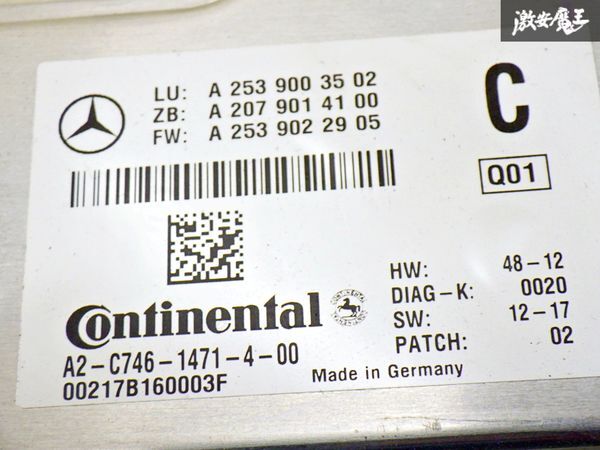 激安魔王
LU: A 253 900 35 02
ZB: A 207 901 41 00
FW: A 253 902 29 05
C
Q01
Continental
HW: 48-12
DIAG-K: 0020
SW: 12-17
PATCH: 02
A2-C746-1471-4-00
00217B160003F
Made in Germany